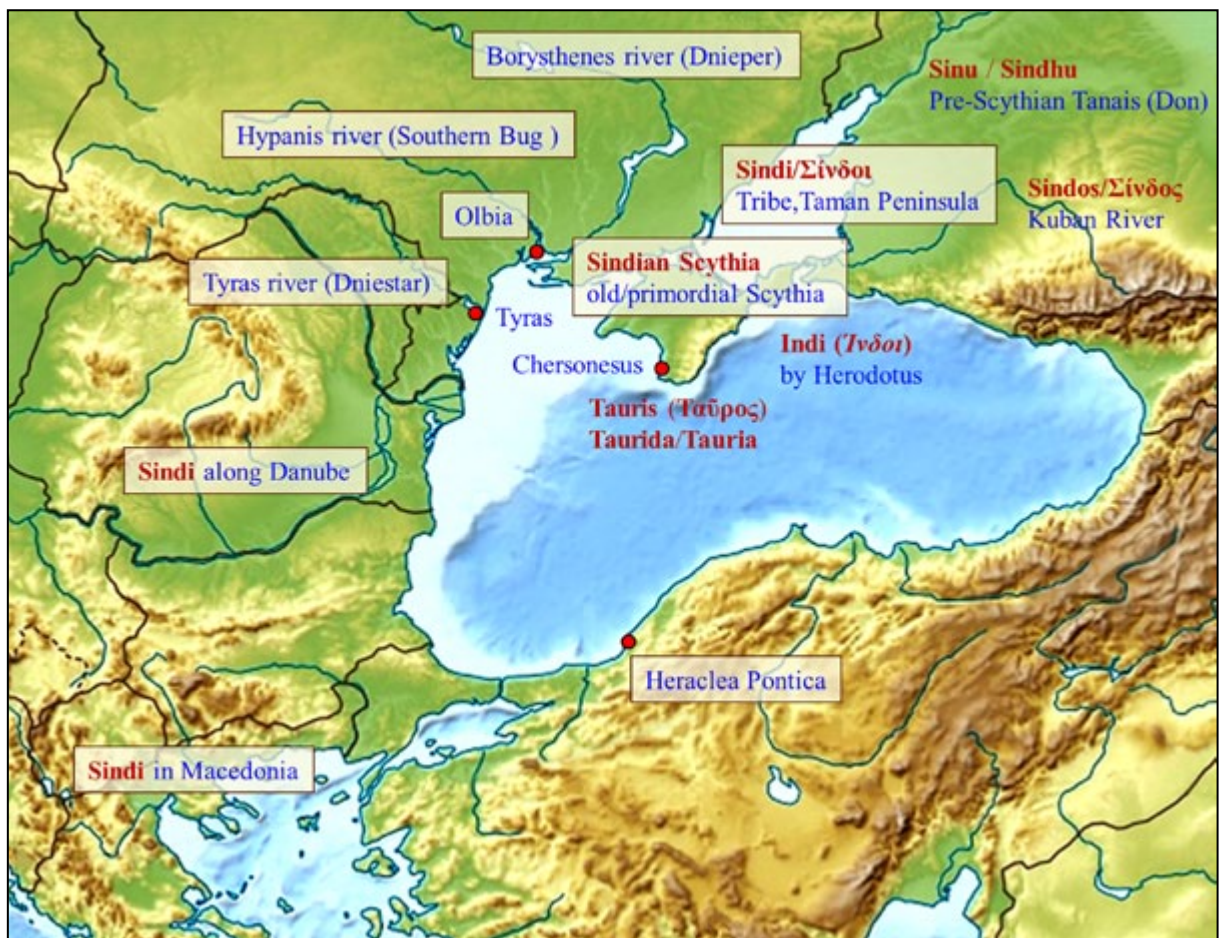 Borysthenes river (Dnieper)
Sinu / Sindhu
Pre-Scythian Tanais (Don)
Hypanis river (Southern Bug )
Sindi/Σίνδοι
Tribe,Taman Peninsula
Sindos/Σίνδος
Kuban River
Olbia
Sindian Scythia
old/primordial Scythia
Tyras river (Dniestar)
Tyras
Indi (Ἰνδοι)
by Herodotus
Chersonesus
Tauris (Ταῦρος)
Taurida/Tauria
Sindi along Danube
Heraclea Pontica
Sindi in Macedonia